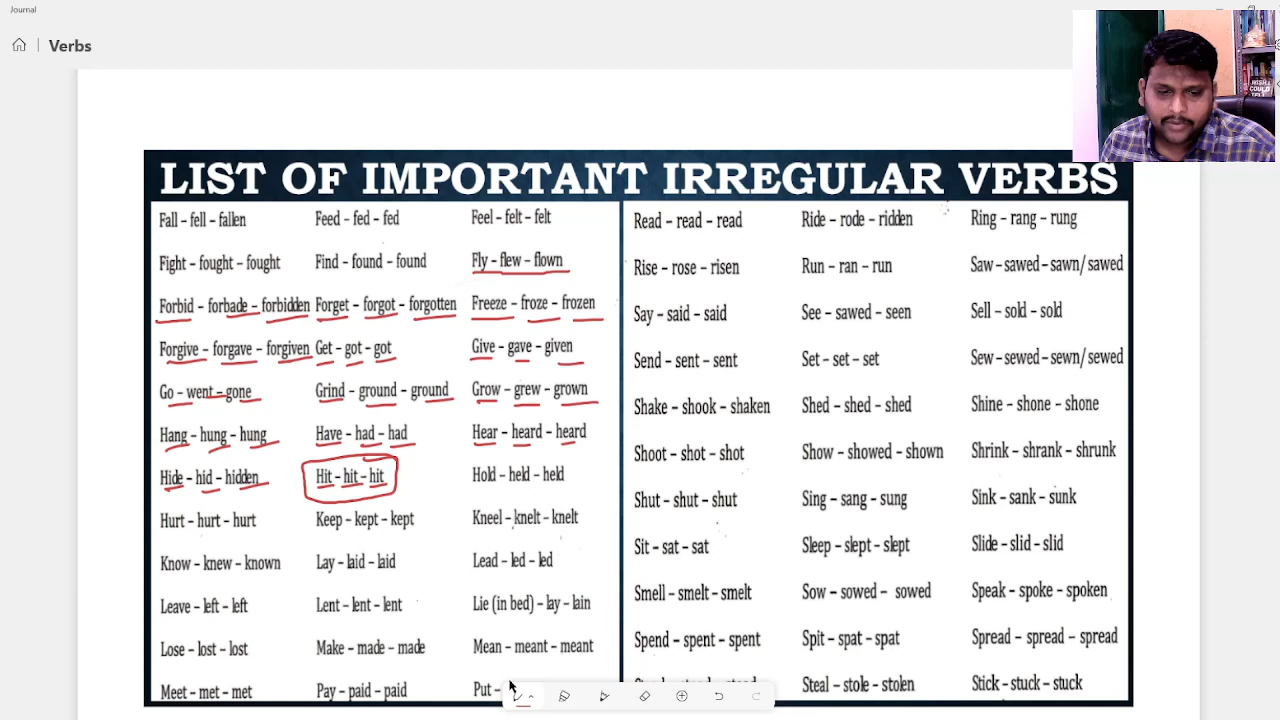 Journal
Verbs
LIST OF IMPORTANT IRREGULAR VERBS
Fall – fell – fallen Feed – fed – fed Feel – felt – felt
Fight – fought – fought Find – found – found Fly – flew – flown
Forbid – forbade – forbidden Forget – forgot – forgotten Freeze – froze – frozen
Forgive – forgave – forgiven Get – got – got Give – gave – given
Go – went – gone Grind – ground – ground Grow – grew – grown
Hang – hung – hung Have – had – had Hear – heard – heard
Hide – hid – hidden Hit – hit – hit Hold – held – held
Hurt – hurt – hurt Keep – kept – kept Kneel – knelt – knelt
Know – knew – known Lay – laid – laid Lead – led – led
Leave – left – left Lent – lent – lent Lie (in bed) – lay – lain
Lose – lost – lost Make – made – made Mean – meant – meant
Meet – met – met Pay – paid – paid Put –
Read – read – read Ride – rode – ridden Ring – rang – rung
Rise – rose – risen Run – ran – run Saw – sawed – sawn/ sawed
Say – said – said See – sawed – seen Sell – sold – sold
Send – sent – sent Set – set – set Sew – sewed – sewn/ sewed
Shake – shook – shaken Shed – shed – shed Shine – shone – shone
Shoot – shot – shot Show – showed – shown Shrink – shrank – shrunk
Shut – shut – shut Sing – sang – sung Sink – sank – sunk
Sit – sat – sat Sleep – slept – slept Slide – slid – slid
Smell – smelt – smelt Sow – sowed – sowed Speak – spoke – spoken
Spend – spent – spent Spit – spat – spat Spread – spread – spread
Steal – stole – stolen Stick – stuck – stuck
COULD